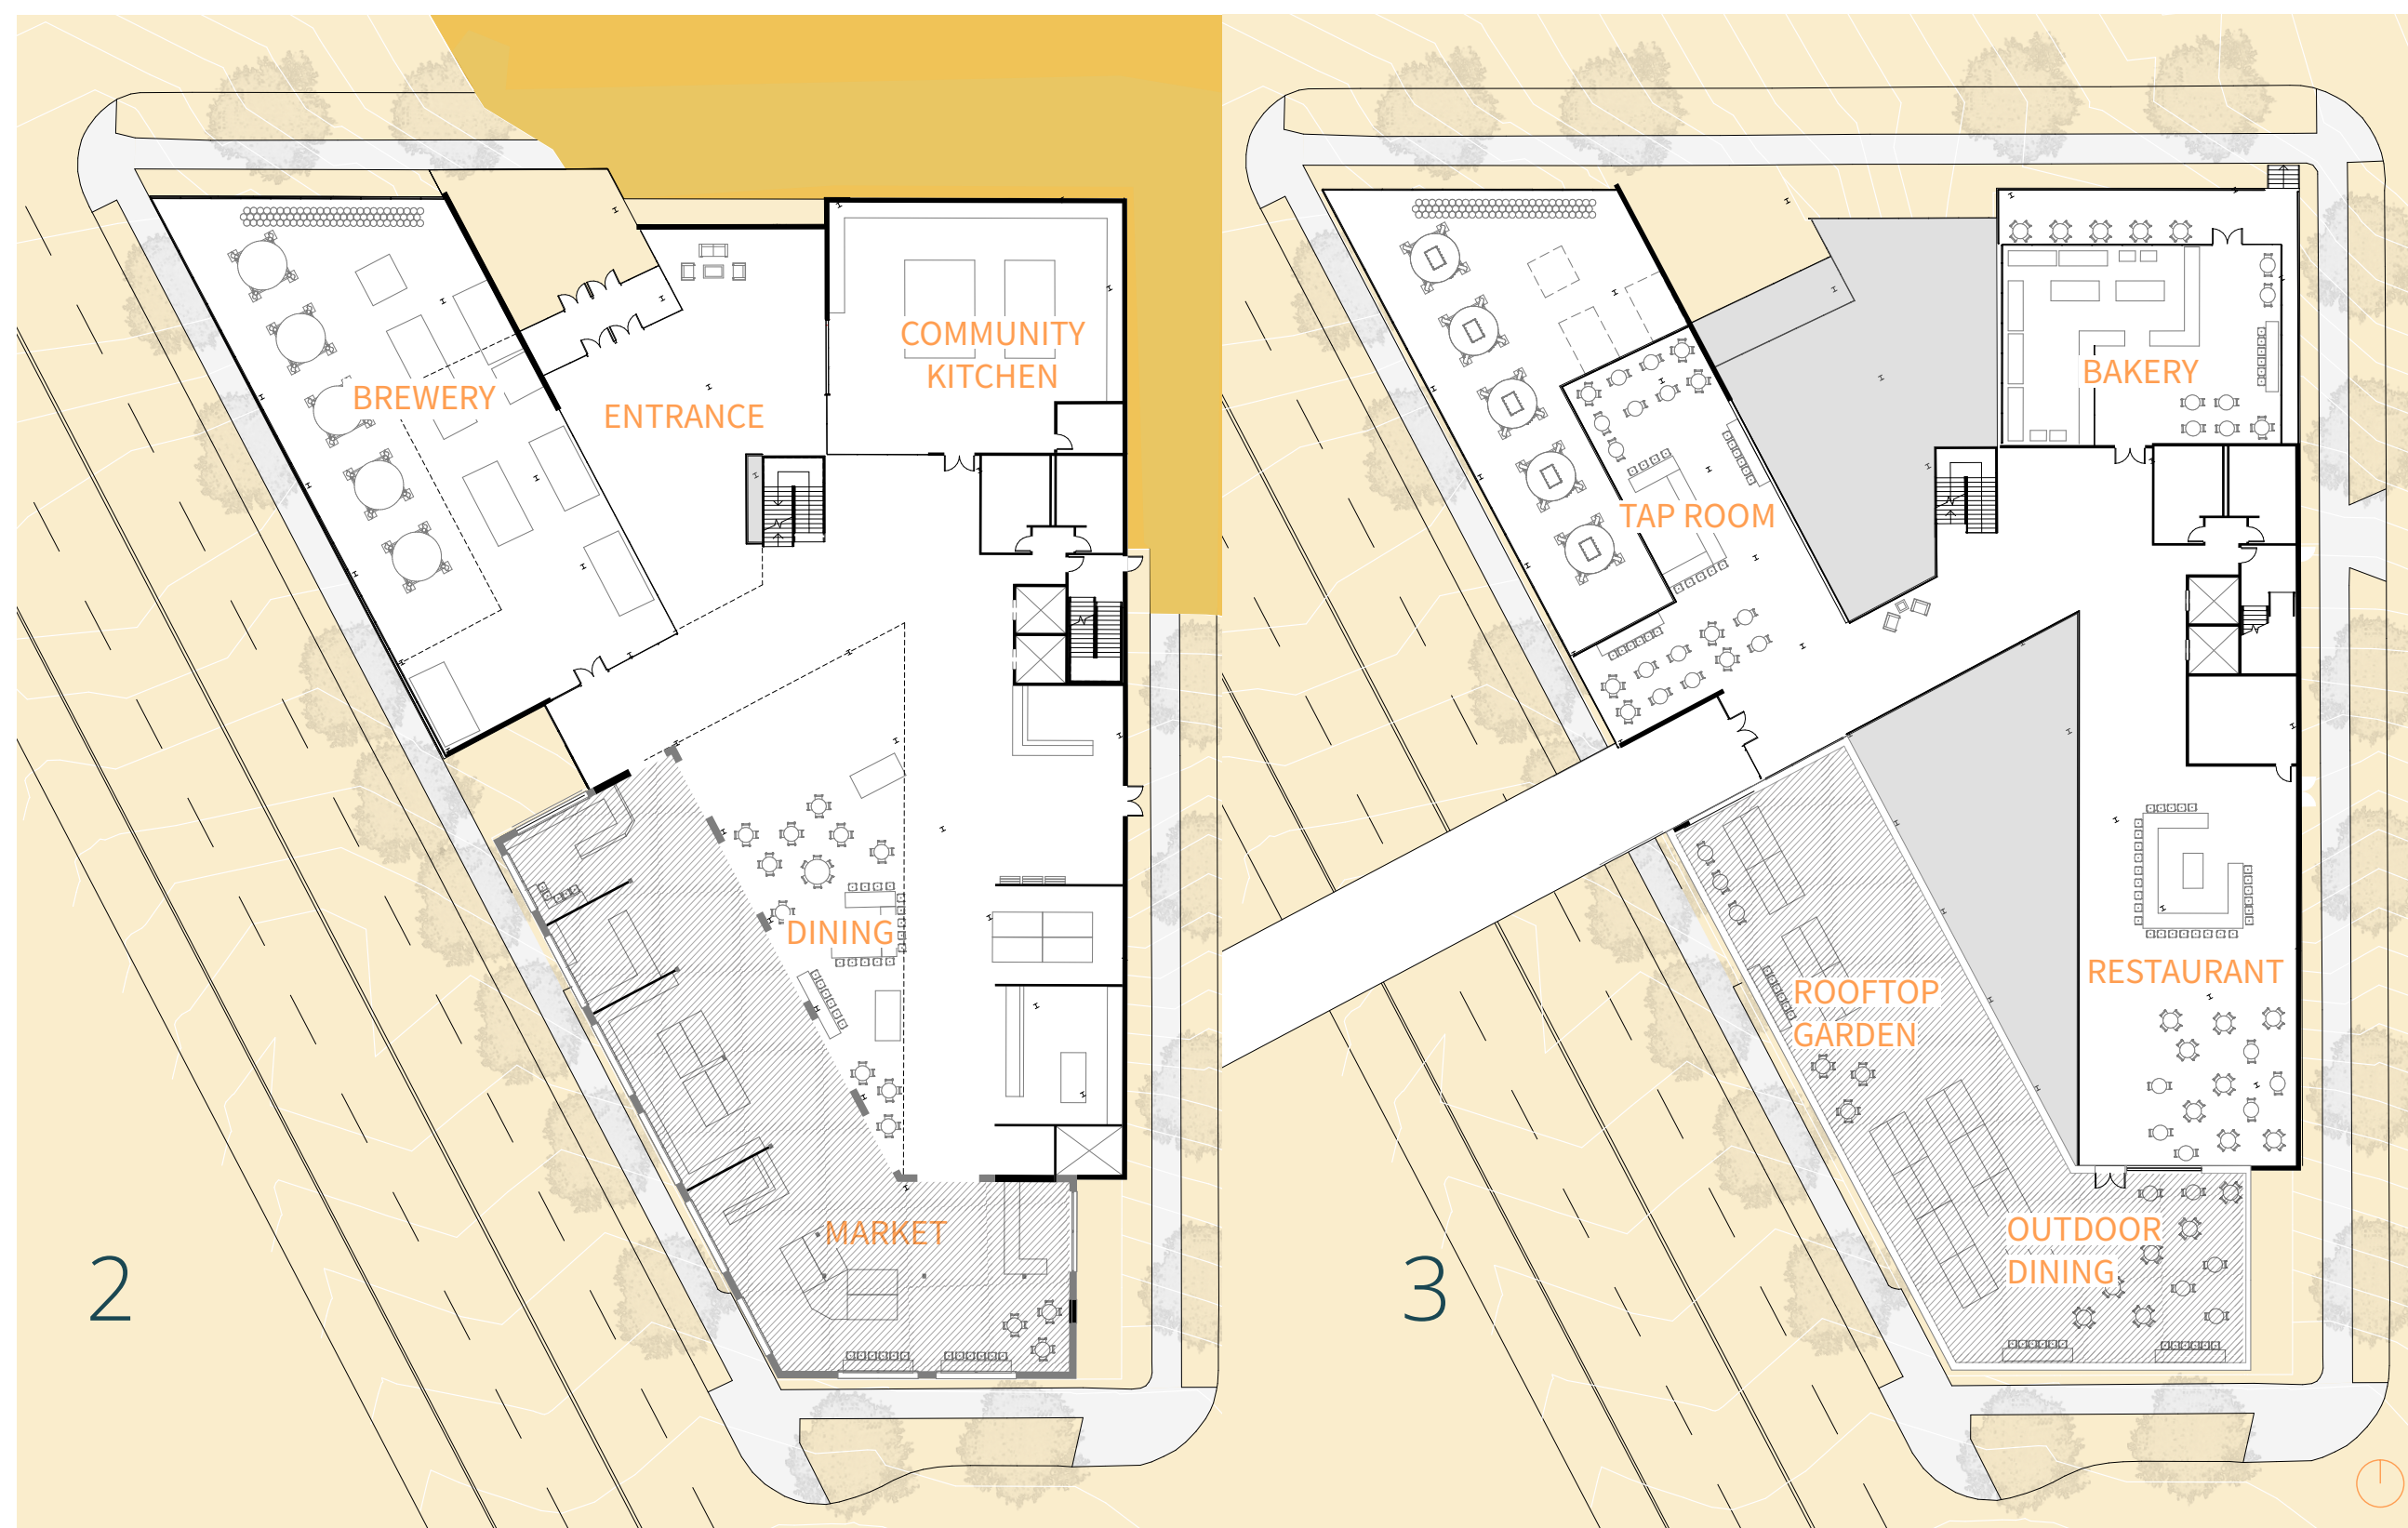 COMMUNITY
KITCHEN
BREWERY
ENTRANCE
DINING
MARKET
2
BAKERY
TAP ROOM
RESTAURANT
ROOFTOP
GARDEN
OUTDOOR
DINING
3